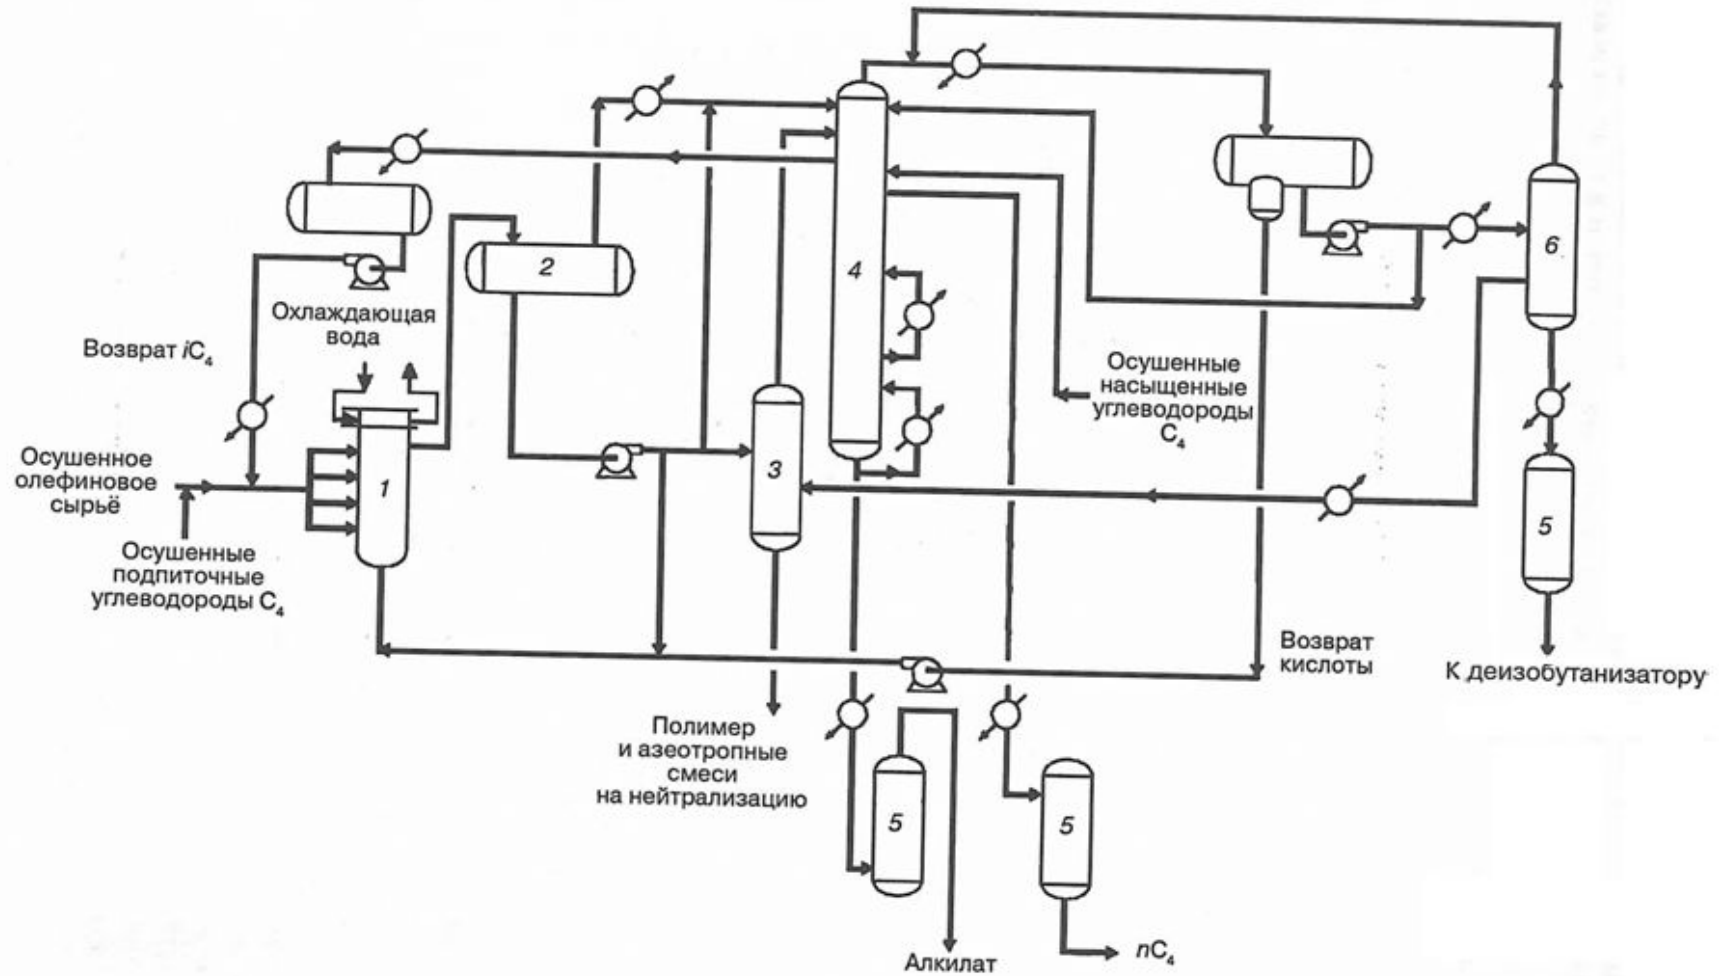 2
4
6
Охлаждающая
вода
Возврат iC₄
Осушенные
насыщенные
углеводороды
C₄
Осушенное
олефиновое
сырьё
1
3
5
Осушенные
подпиточные
углеводороды C₄
Возврат
кислоты
К деизобутанизатору
Полимер
и азеотропные
смеси
на нейтрализацию
5
5
Алкилат
nC₄